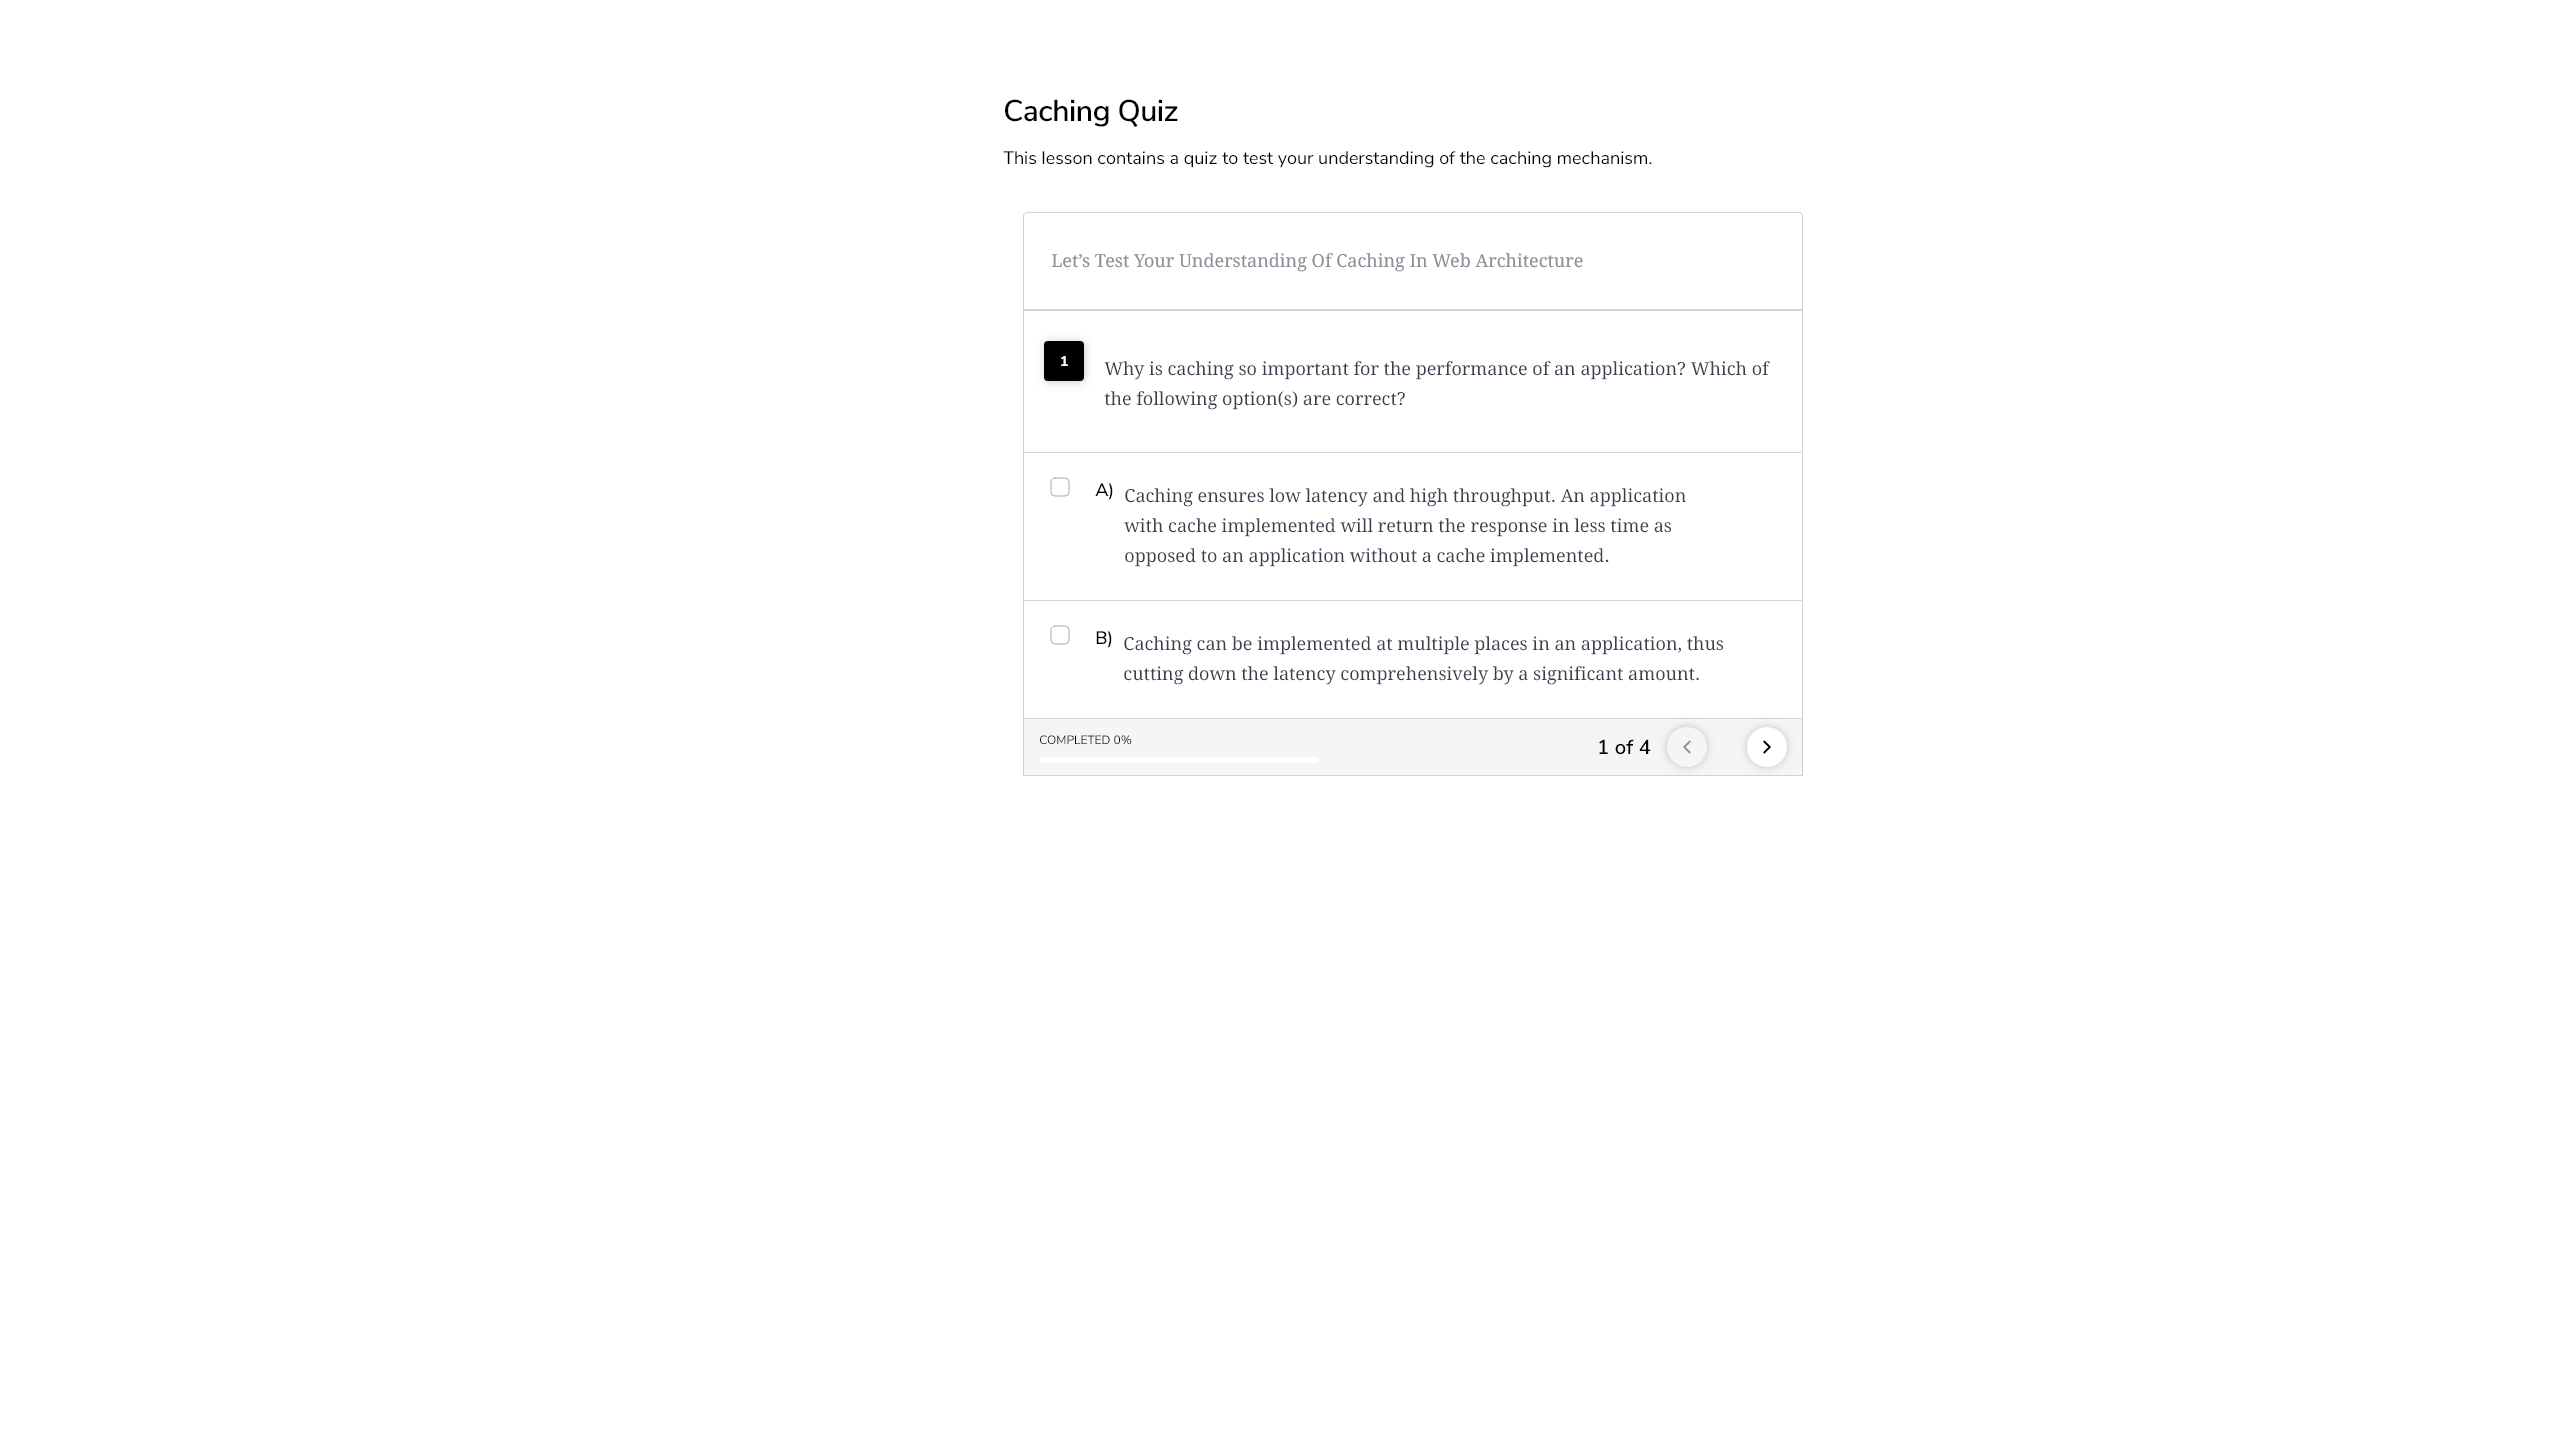 Caching Quiz
This lesson contains a quiz to test your understanding of the caching mechanism.
Let’s Test Your Understanding Of Caching In Web Architecture
1
Why is caching so important for the performance of an application? Which of
the following option(s) are correct?
A) Caching ensures low latency and high throughput. An application
with cache implemented will return the response in less time as
opposed to an application without a cache implemented.
B) Caching can be implemented at multiple places in an application, thus
cutting down the latency comprehensively by a significant amount.
COMPLETED 0%
1 of 4